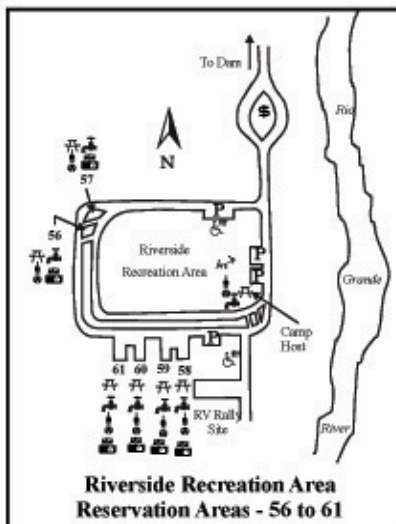 To Dam
$
Rio
N
57
56
P
Riverside
Recreation Area
P
P
Grande
Camp
Host
P
61 60 59 58
RV Rally
Site
River
Riverside Recreation Area
Reservation Areas - 56 to 61